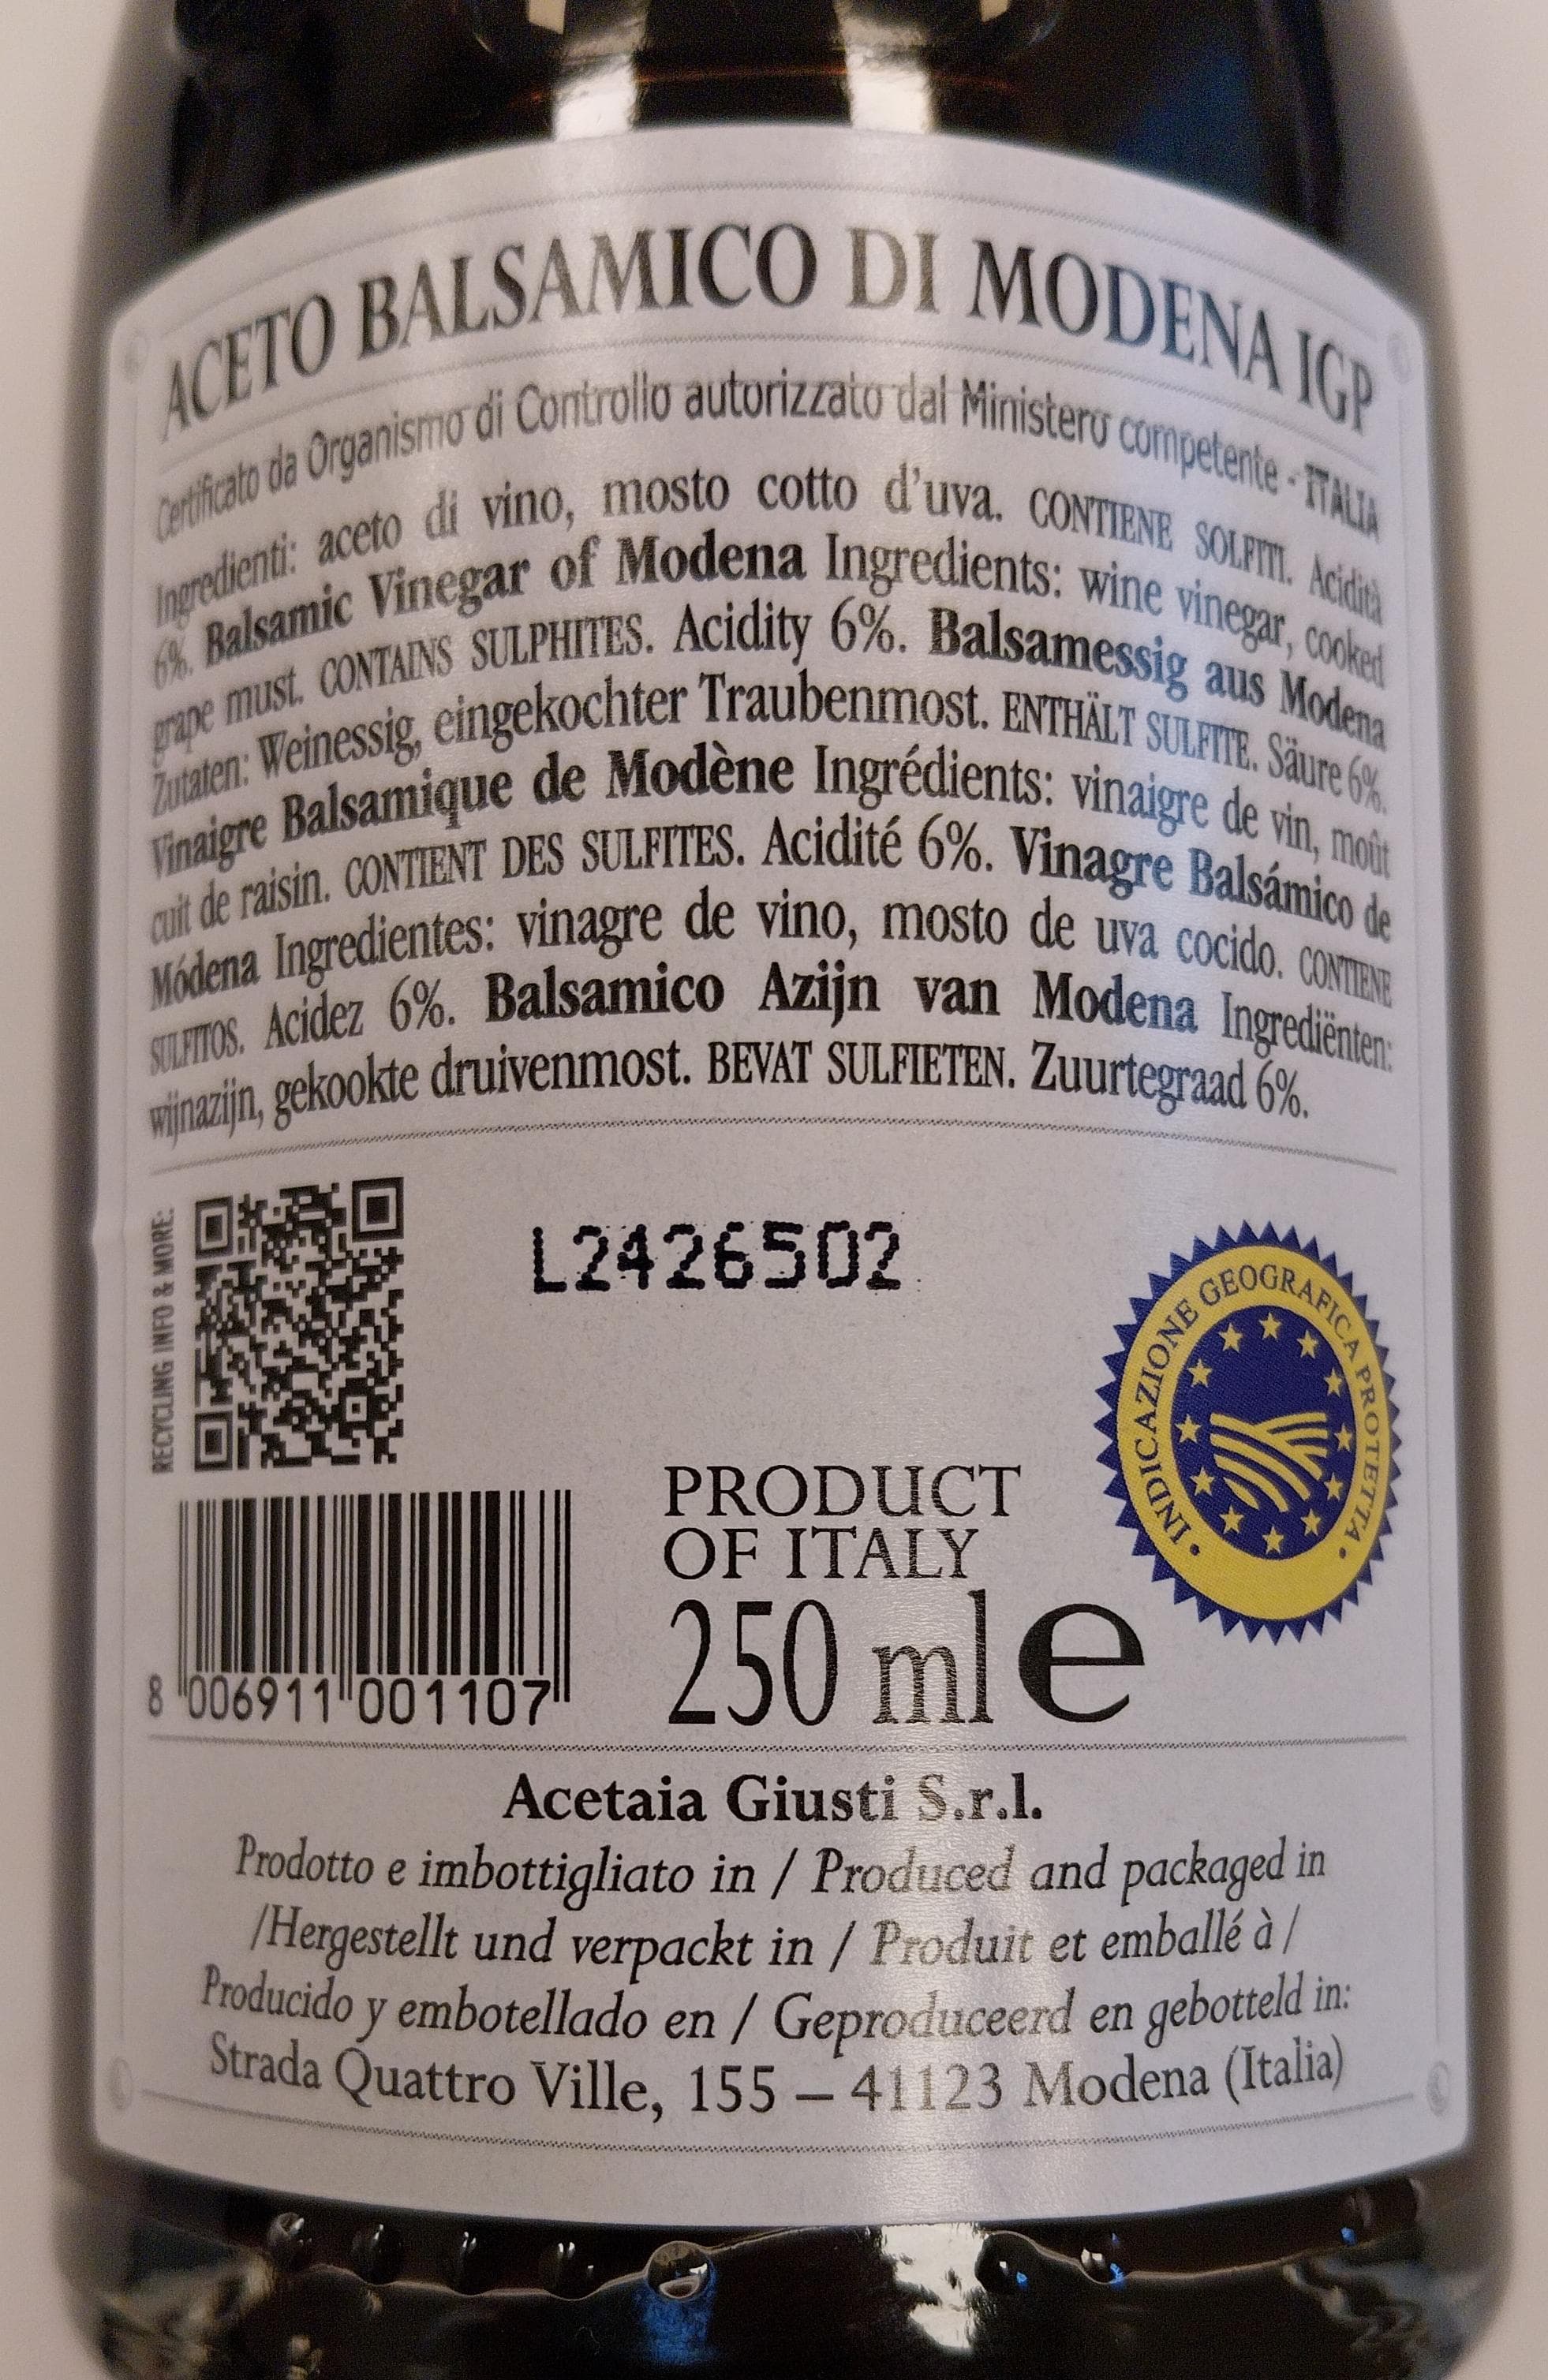 ACETO BALSAMICO DI MODENA IGP
Certificato da Organismo di Controllo autorizzato dal Ministero competente - ITALIA
Ingredienti: aceto di vino, mosto cotto d'uva. CONTIENE SOLFITI. Acidità
6%. Balsamic Vinegar of Modena Ingredients: wine vinegar, cooked
grape must. CONTAINS SULPHITES. Acidity 6%. Balsamessig aus Modena
Zutaten: Weinessig, eingekochter Traubenmost. ENTHÄLT SULFITE. Säure 6%.
Vinaigre Balsamique de Modène Ingrédients: vinaigre de vin, moût
cuit de raisin. CONTIENT DES SULFITES. Acidité 6%. Vinagre Balsámico de
Módena Ingredientes: vinagre de vino, mosto de uva cocido. CONTIENE
SULFITOS. Acidez 6%. Balsamico Azijn van Modena Ingrediënten:
wijnazijn, gekookte druivenmost. BEVAT SULFIETEN. Zuurtegraad 6%.
RECYCLING INFO & MORE:
L2426502
• INDICAZIONE GEOGRAFICA PROTETTA •
PRODUCT
OF ITALY
250 ml e
8 006911 001107
Acetaia Giusti S.r.l.
Prodotto e imbottigliato in / Produced and packaged in
/Hergestellt und verpackt in / Produit et emballé à /
Producido y embotellado en / Geproduceerd en gebotteld in:
Strada Quattro Ville, 155 – 41123 Modena (Italia)